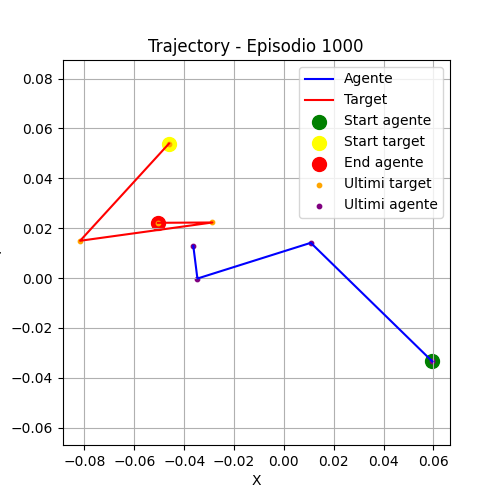 Trajectory - Episodio 1000
Agente
Target
Start agente
Start target
End agente
Ultimi target
Ultimi agente
0.08
0.06
0.04
0.02
0.00
−0.02
−0.04
−0.06
−0.08 −0.06 −0.04 −0.02 0.00 0.02 0.04 0.06
X